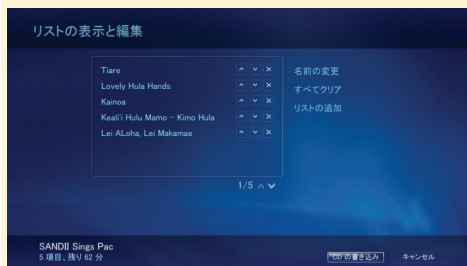 リストの表示と編集
Tiare
Lovely Hula Hands
Kainoa
Keali'i Hulu Mamo - Kimo Hula
Lei ALoha, Lei Makamae
名前の変更
すべてクリア
リストの追加
1/5
SANDII Sings Pac
5 項目、残り 62 分
CD の書き込み
キャンセル